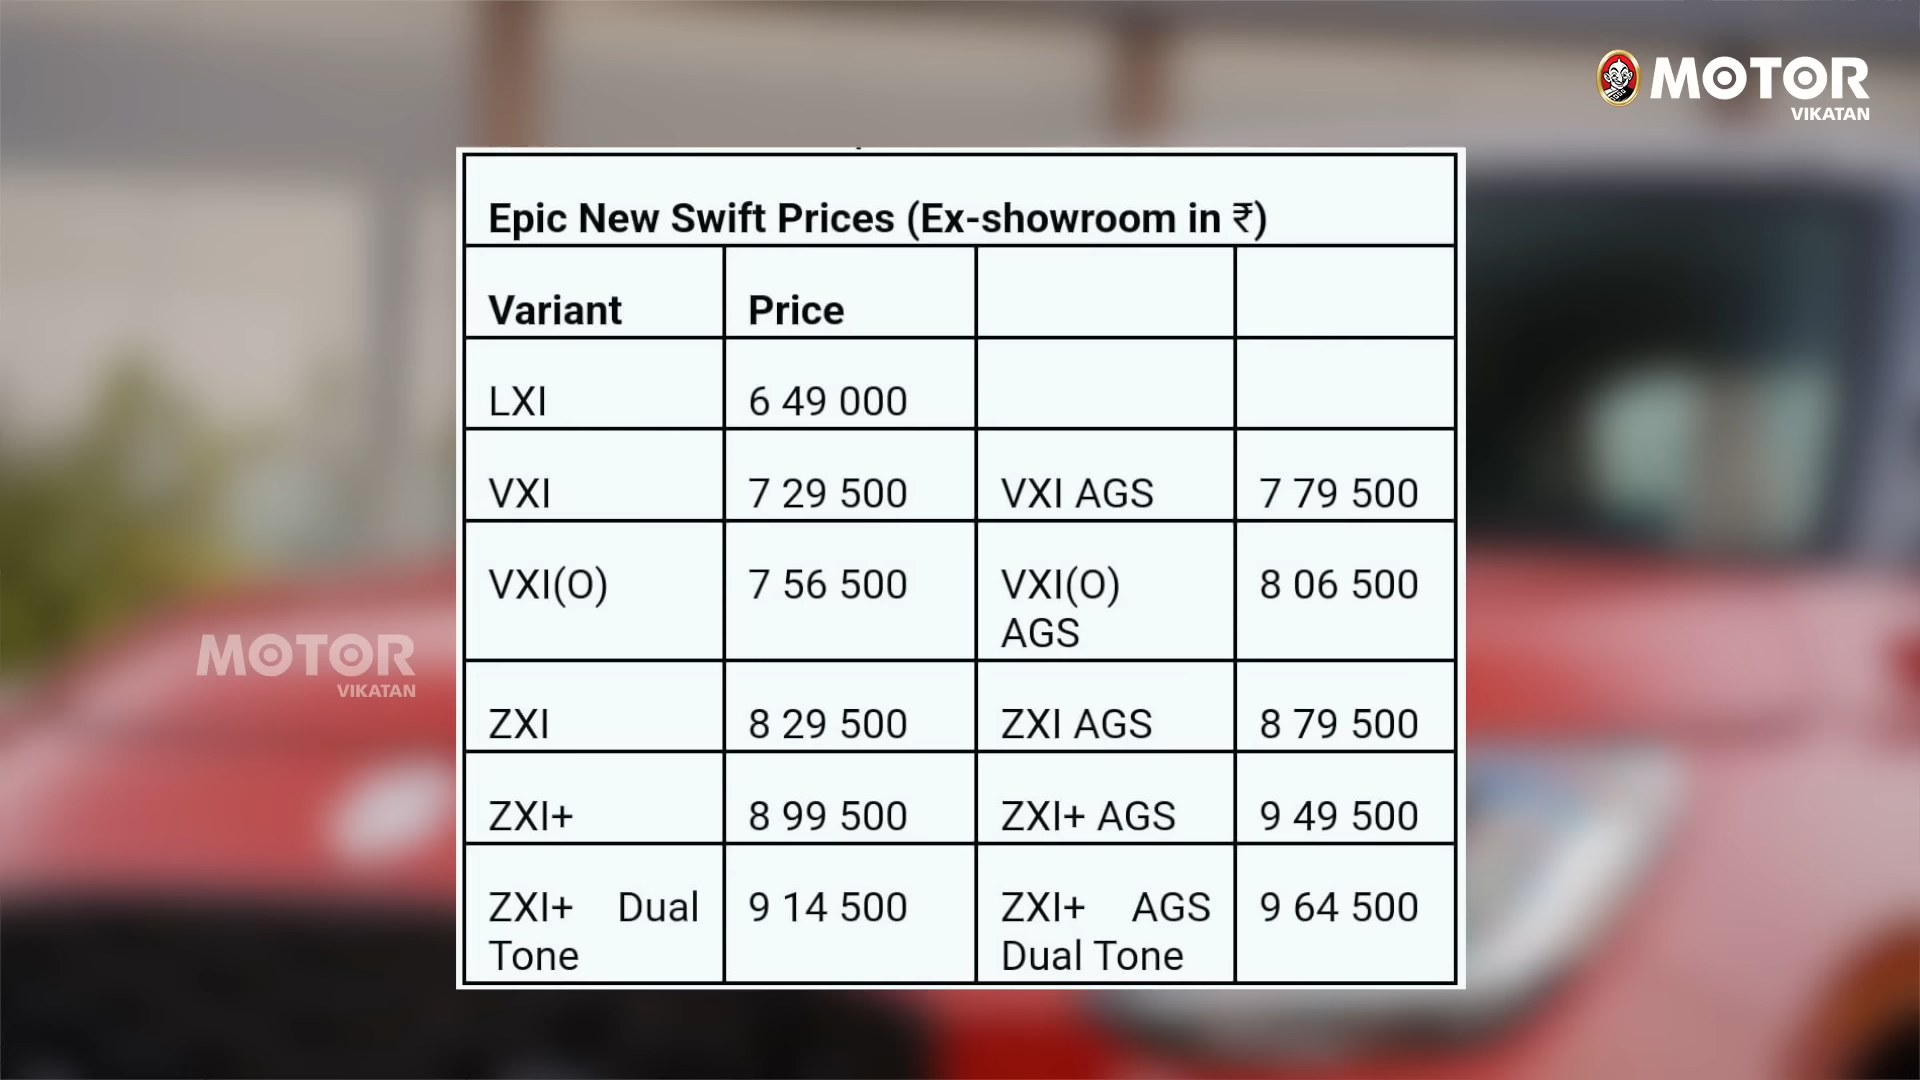 MOTOR
VIKATAN
Epic New Swift Prices (Ex-showroom in ₹)
Variant Price
LXI 6 49 000
VXI 7 29 500 VXI AGS 7 79 500
VXI(O) 7 56 500 VXI(O) 8 06 500
AGS
ZXI 8 29 500 ZXI AGS 8 79 500
ZXI+ 8 99 500 ZXI+ AGS 9 49 500
ZXI+ Dual 9 14 500 ZXI+ AGS 9 64 500
Tone Dual Tone
MOTOR
VIKATAN